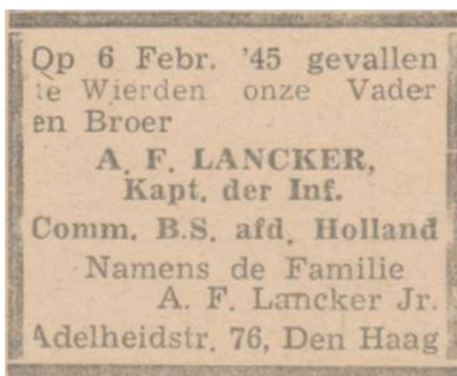 Op 6 Febr. '45 gevallen
te Wierden onze Vader
en Broer
A. F. LANCKER,
Kapt. der Inf.
Comm. B.S. afd. Holland
Namens de Familie
A. F. Lancker Jr.
Adelheidstr. 76, Den Haag